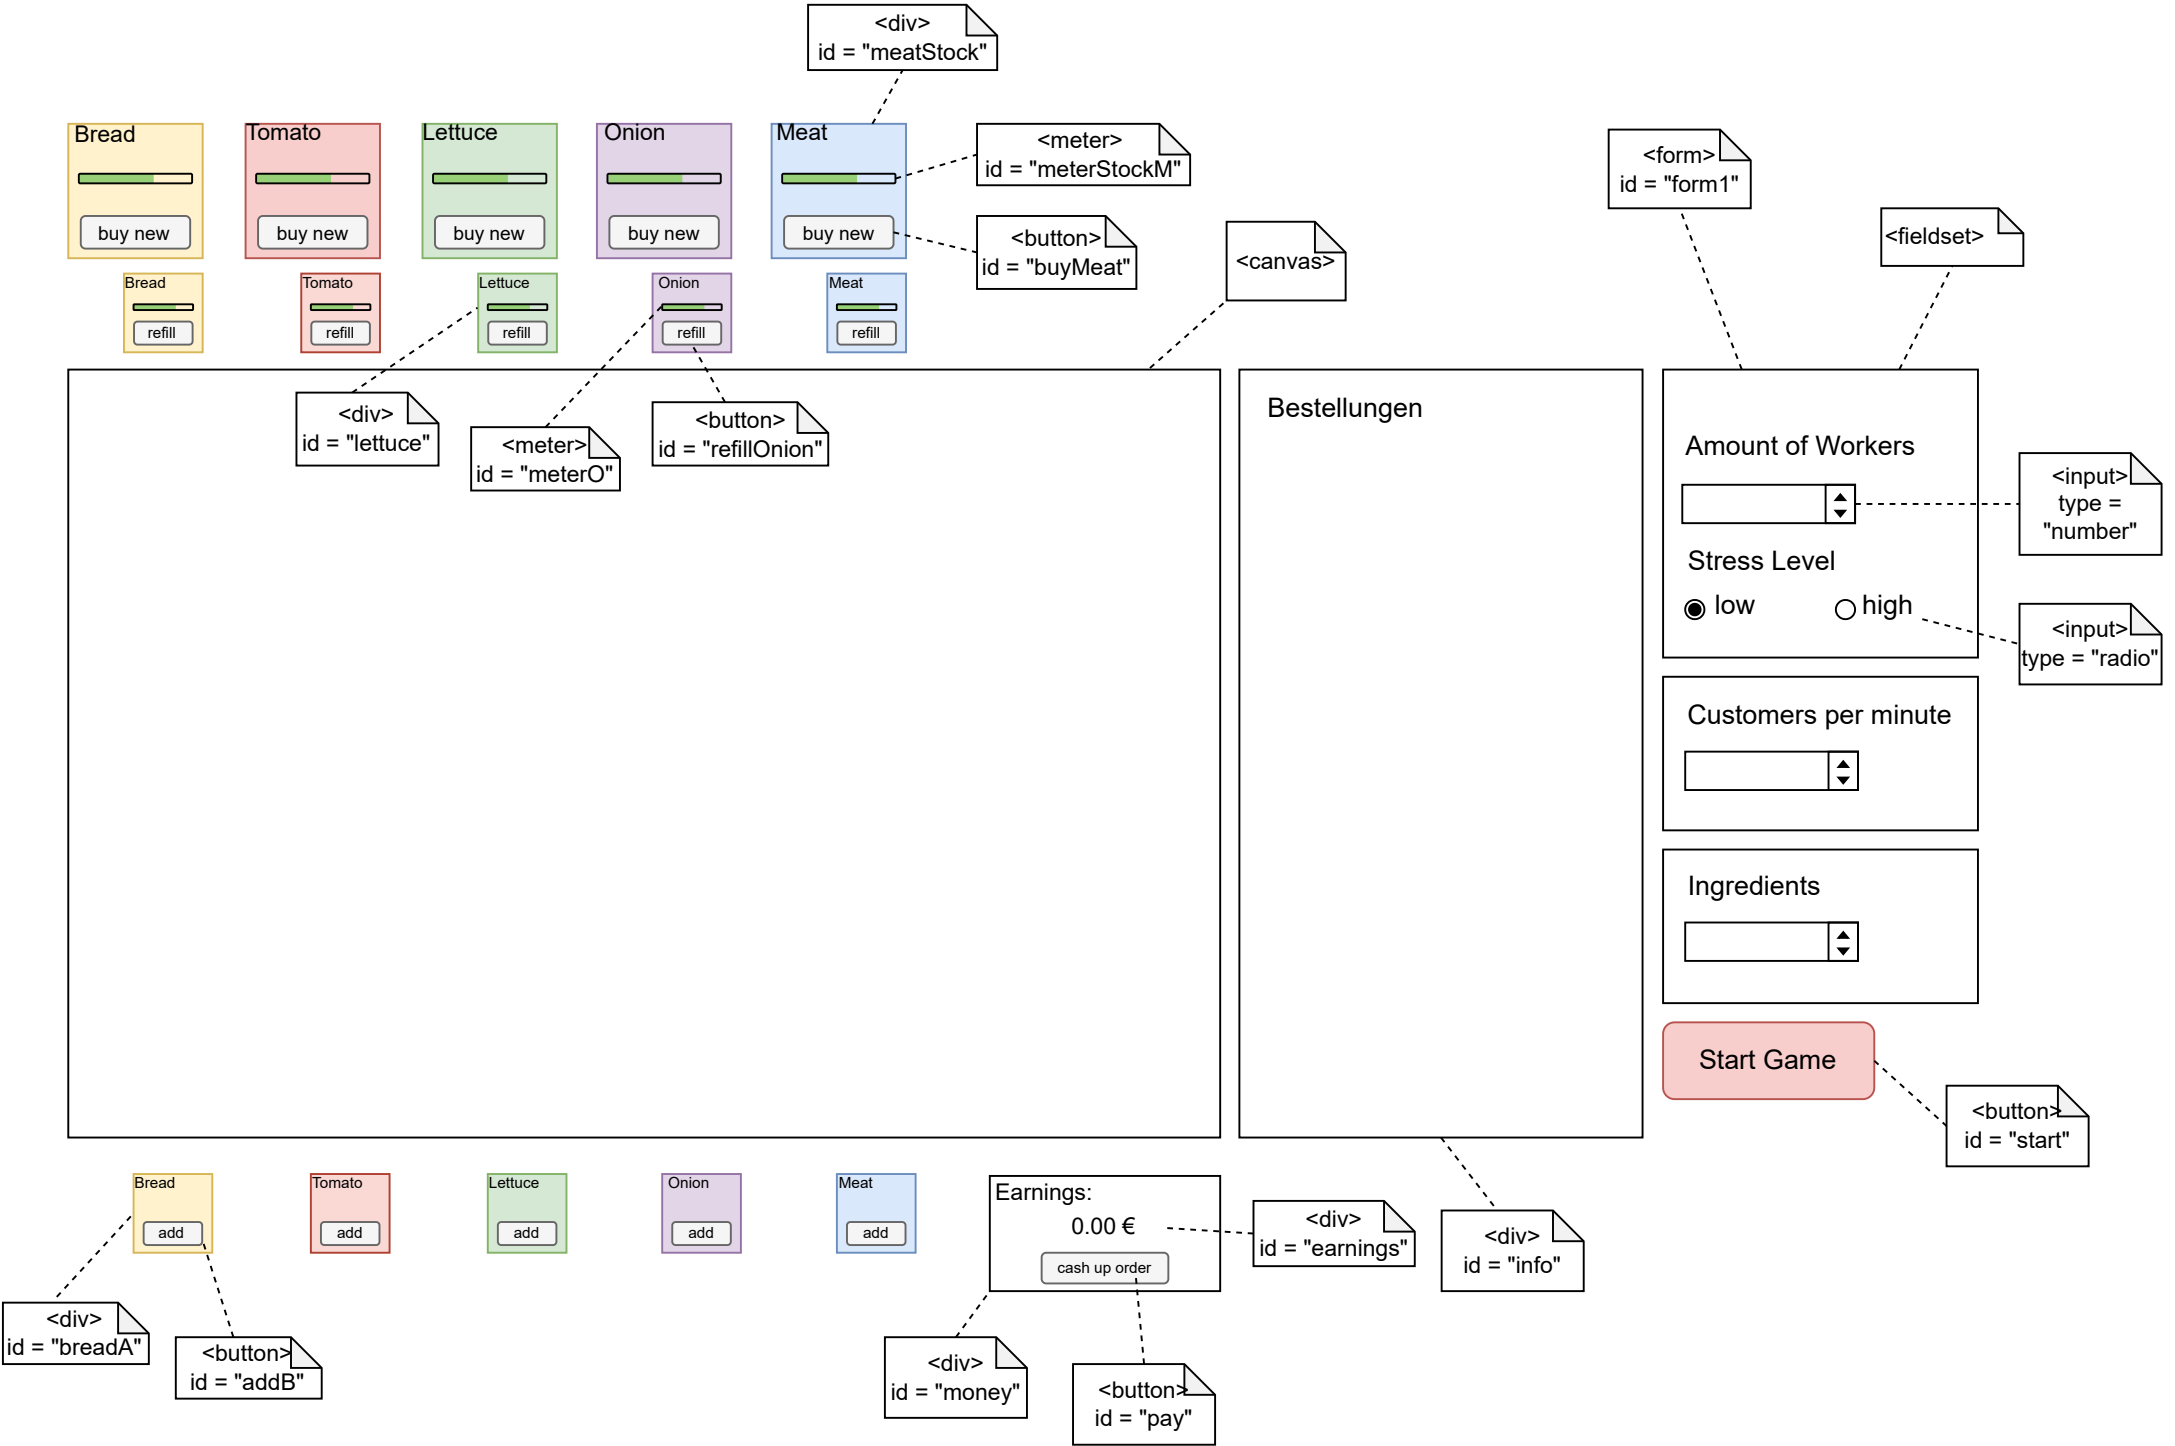 <div>
id = "meatStock"
Bread
Tomato
Lettuce
Onion
Meat
<meter>
id = "meterStockM"
<form>
id = "form1"
buy new
buy new
buy new
buy new
buy new
<button>
id = "buyMeat"
<canvas>
<fieldset>
Bread
Tomato
Lettuce
Onion
Meat
refill
refill
refill
refill
refill
<div>
id = "lettuce"
<meter>
id = "meterO"
<button>
id = "refillOnion"
Bestellungen
Amount of Workers
<input>
type =
"number"
Stress Level
low
high
<input>
type = "radio"
Customers per minute
Ingredients
Start Game
<button>
id = "start"
Bread
Tomato
Lettuce
Onion
Meat
add
add
add
add
add
Earnings:
0.00 €
cash up order
<div>
id = "earnings"
<div>
id = "info"
<div>
id = "breadA"
<button>
id = "addB"
<div>
id = "money"
<button>
id = "pay"